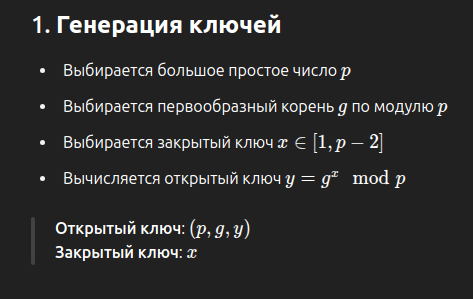 1. Генерация ключей
• Выбирается большое простое число p
• Выбирается первообразный корень g по модулю p
• Выбирается закрытый ключ x ∈ [1, p − 2]
• Вычисляется открытый ключ y = gˣ mod p
Открытый ключ: (p, g, y)
Закрытый ключ: x